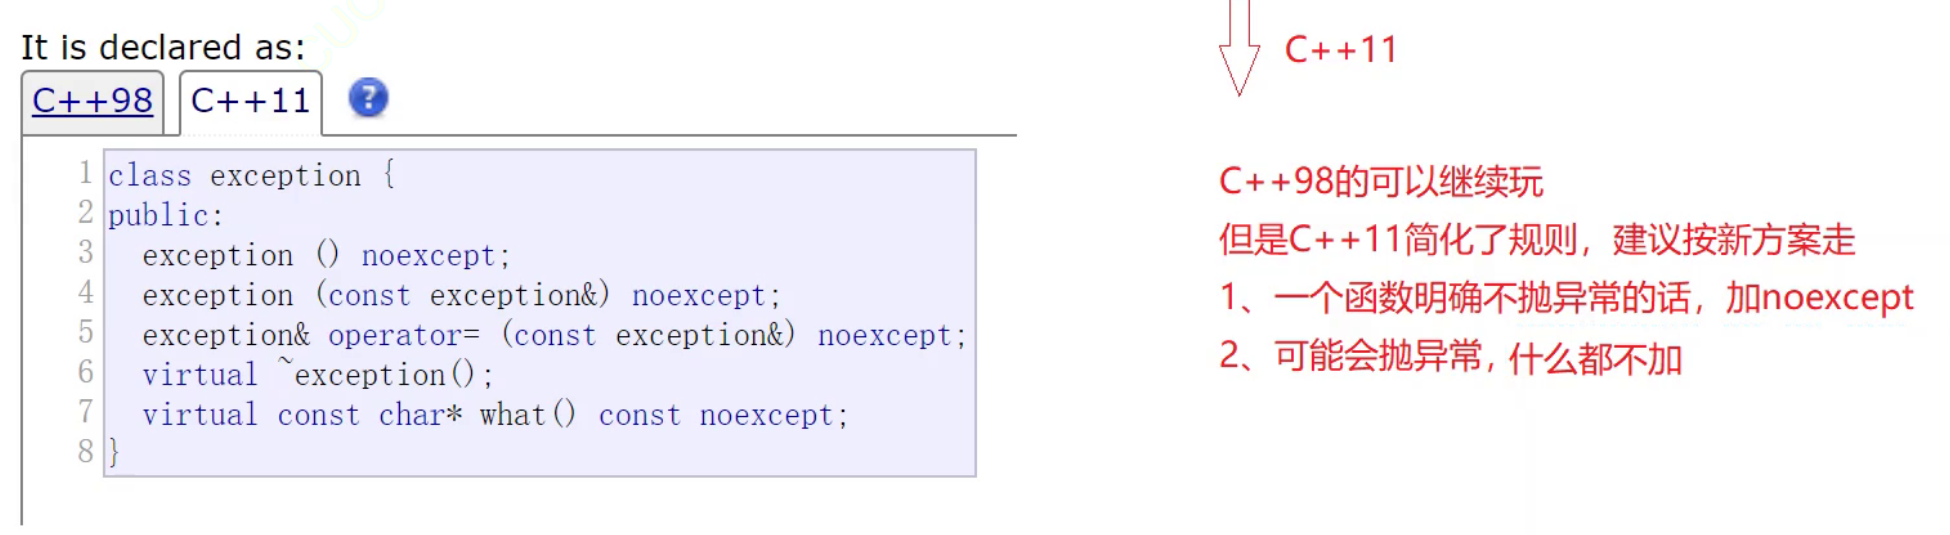 It is declared as:
C++98 C++11 ?
1 class exception {
2 public:
3 exception () noexcept;
4 exception (const exception&) noexcept;
5 exception& operator= (const exception&) noexcept;
6 virtual ~exception();
7 virtual const char* what() const noexcept;
8 }
C++11
C++98的可以继续玩
但是C++11简化了规则，建议按新方案走
1、一个函数明确不抛异常的话，加noexcept
2、可能会抛异常，什么都不加